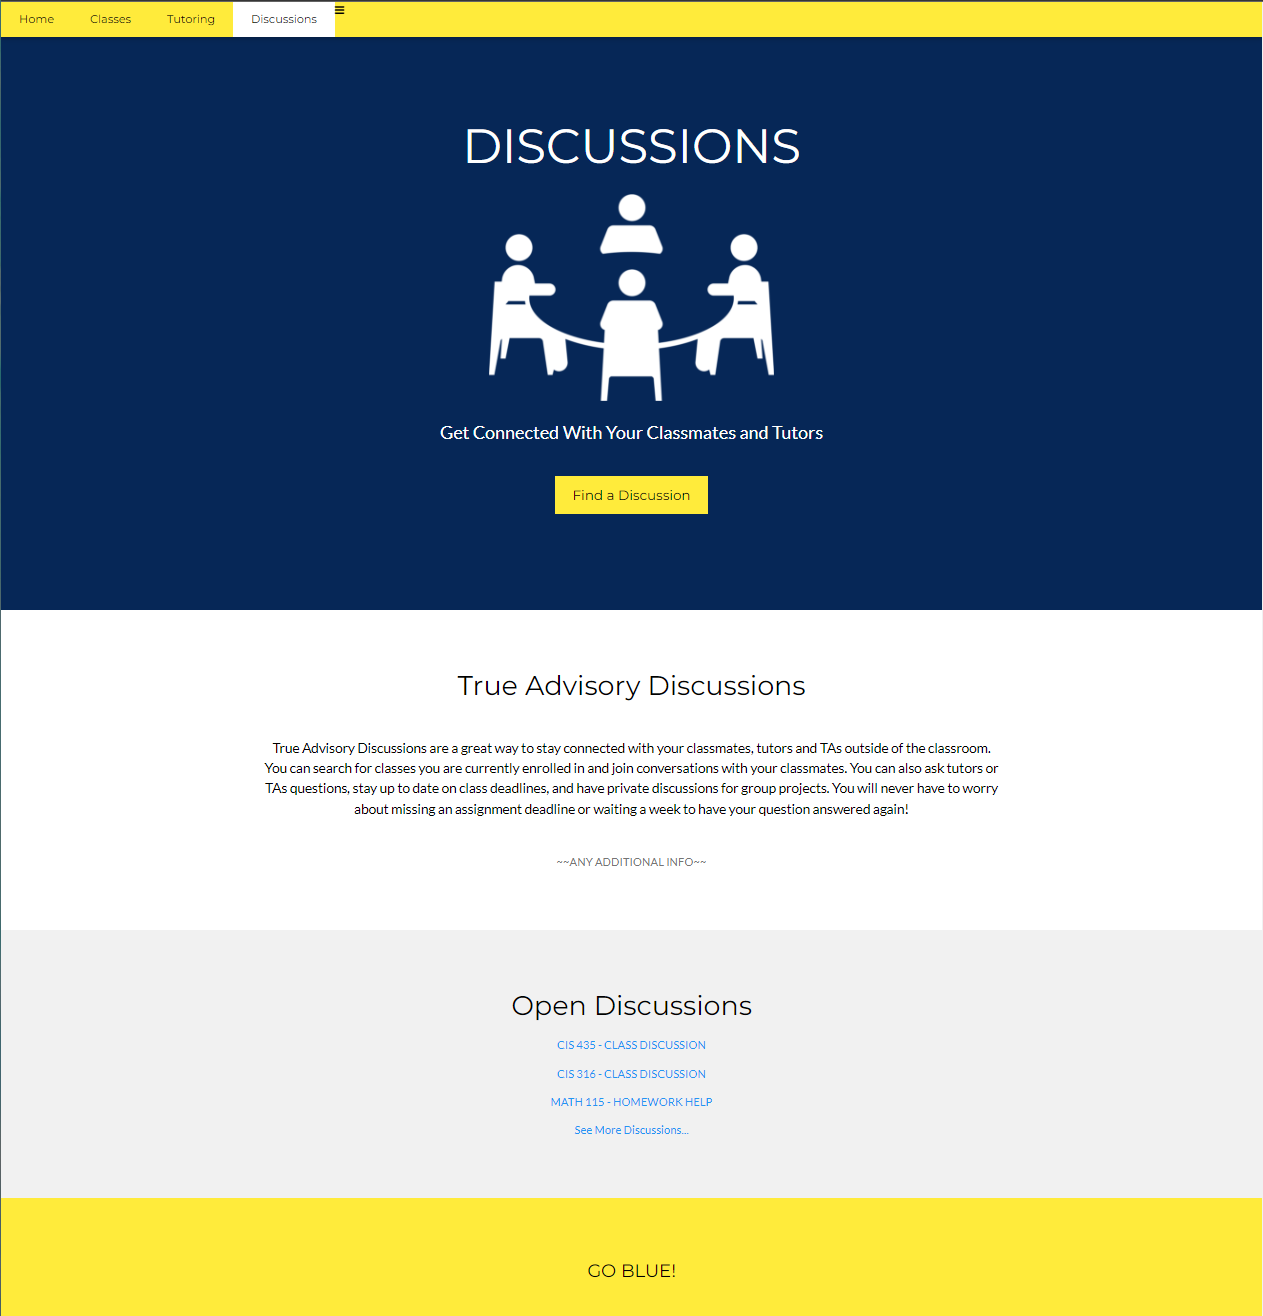 Home Classes Tutoring Discussions
DISCUSSIONS
Get Connected With Your Classmates and Tutors
Find a Discussion
True Advisory Discussions
True Advisory Discussions are a great way to stay connected with your classmates, tutors and TAs outside of the classroom.
You can search for classes you are currently enrolled in and join conversations with your classmates. You can also ask tutors or
TAs questions, stay up to date on class deadlines, and have private discussions for group projects. You will never have to worry
about missing an assignment deadline or waiting a week to have your question answered again!
~~ANY ADDITIONAL INFO~~
Open Discussions
CIS 435 - CLASS DISCUSSION
CIS 316 - CLASS DISCUSSION
MATH 115 - HOMEWORK HELP
See More Discussions...
GO BLUE!